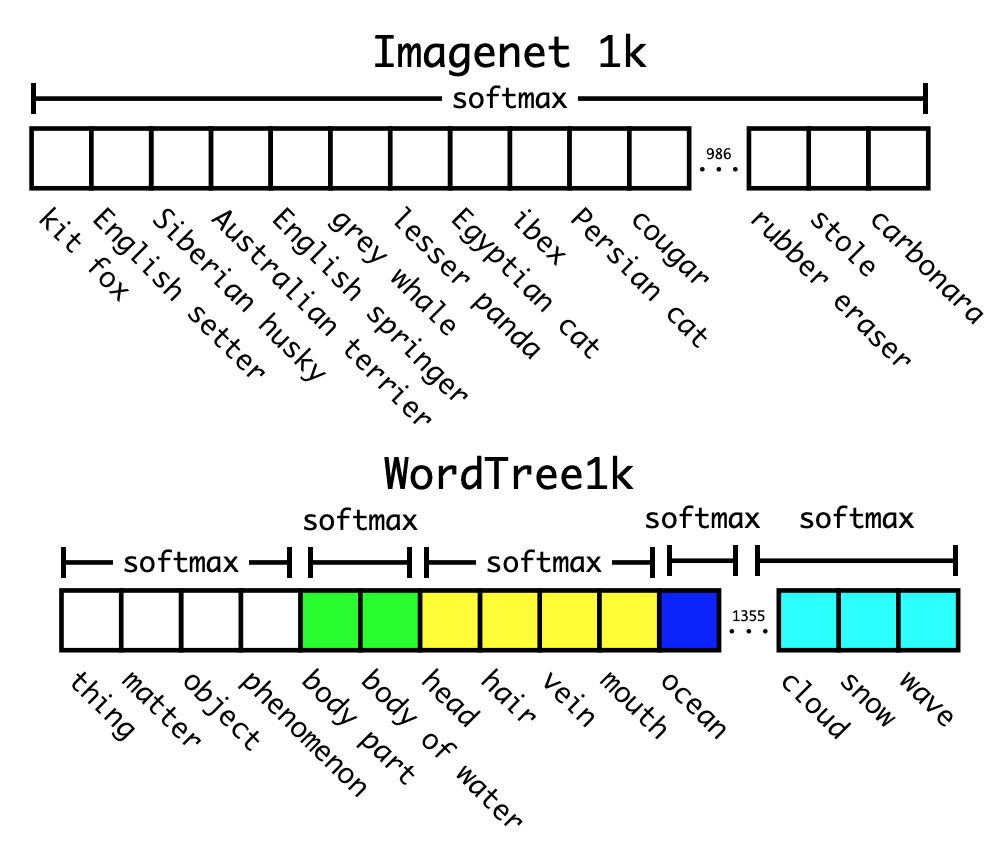 Imagenet 1k
softmax
986
...
kit fox
English setter
Siberian husky
Australian terrier
English springer
grey whale
lesser panda
Egyptian cat
ibex
Persian cat
cougar
rubber eraser
stole
carbonara
WordTree1k
softmax
softmax
softmax
softmax
softmax
1355
...
thing
matter
object
phenomenon
body part
body of water
head
hair
vein
mouth
ocean
cloud
snow
wave